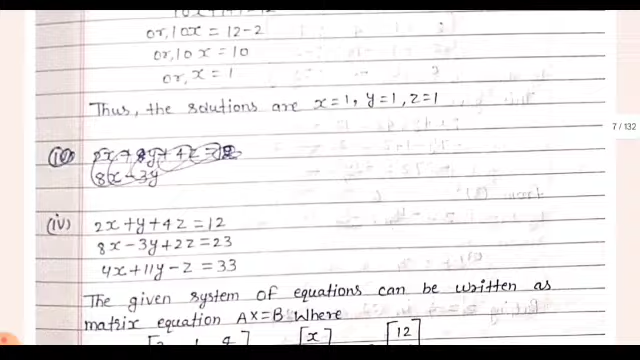 or, 10x = 12-2
or, 10x = 10
or, x = 1
Thus, the solutions are x=1, y=1, z=1
7 / 132
(iv) 2x+y+4z=12
8x-3y+2z=23
4x+11y-z=33
The given system of equations can be written as
matrix equation AX=B where
[x] [12]